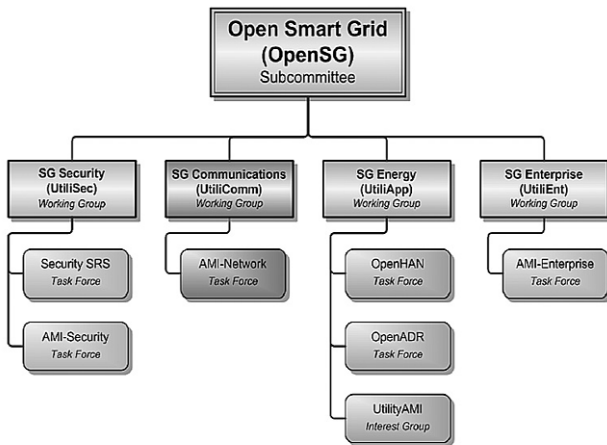 Open Smart Grid
(OpenSG)
Subcommittee
SG Security
(UtiliSec)
Working Group
SG Communications
(UtiliComm)
Working Group
SG Energy
(UtiliApp)
Working Group
SG Enterprise
(UtiliEnt)
Working Group
Security SRS
Task Force
AMI-Network
Task Force
OpenHAN
Task Force
AMI-Enterprise
Task Force
AMI-Security
Task Force
OpenADR
Task Force
UtilityAMI
Interest Group